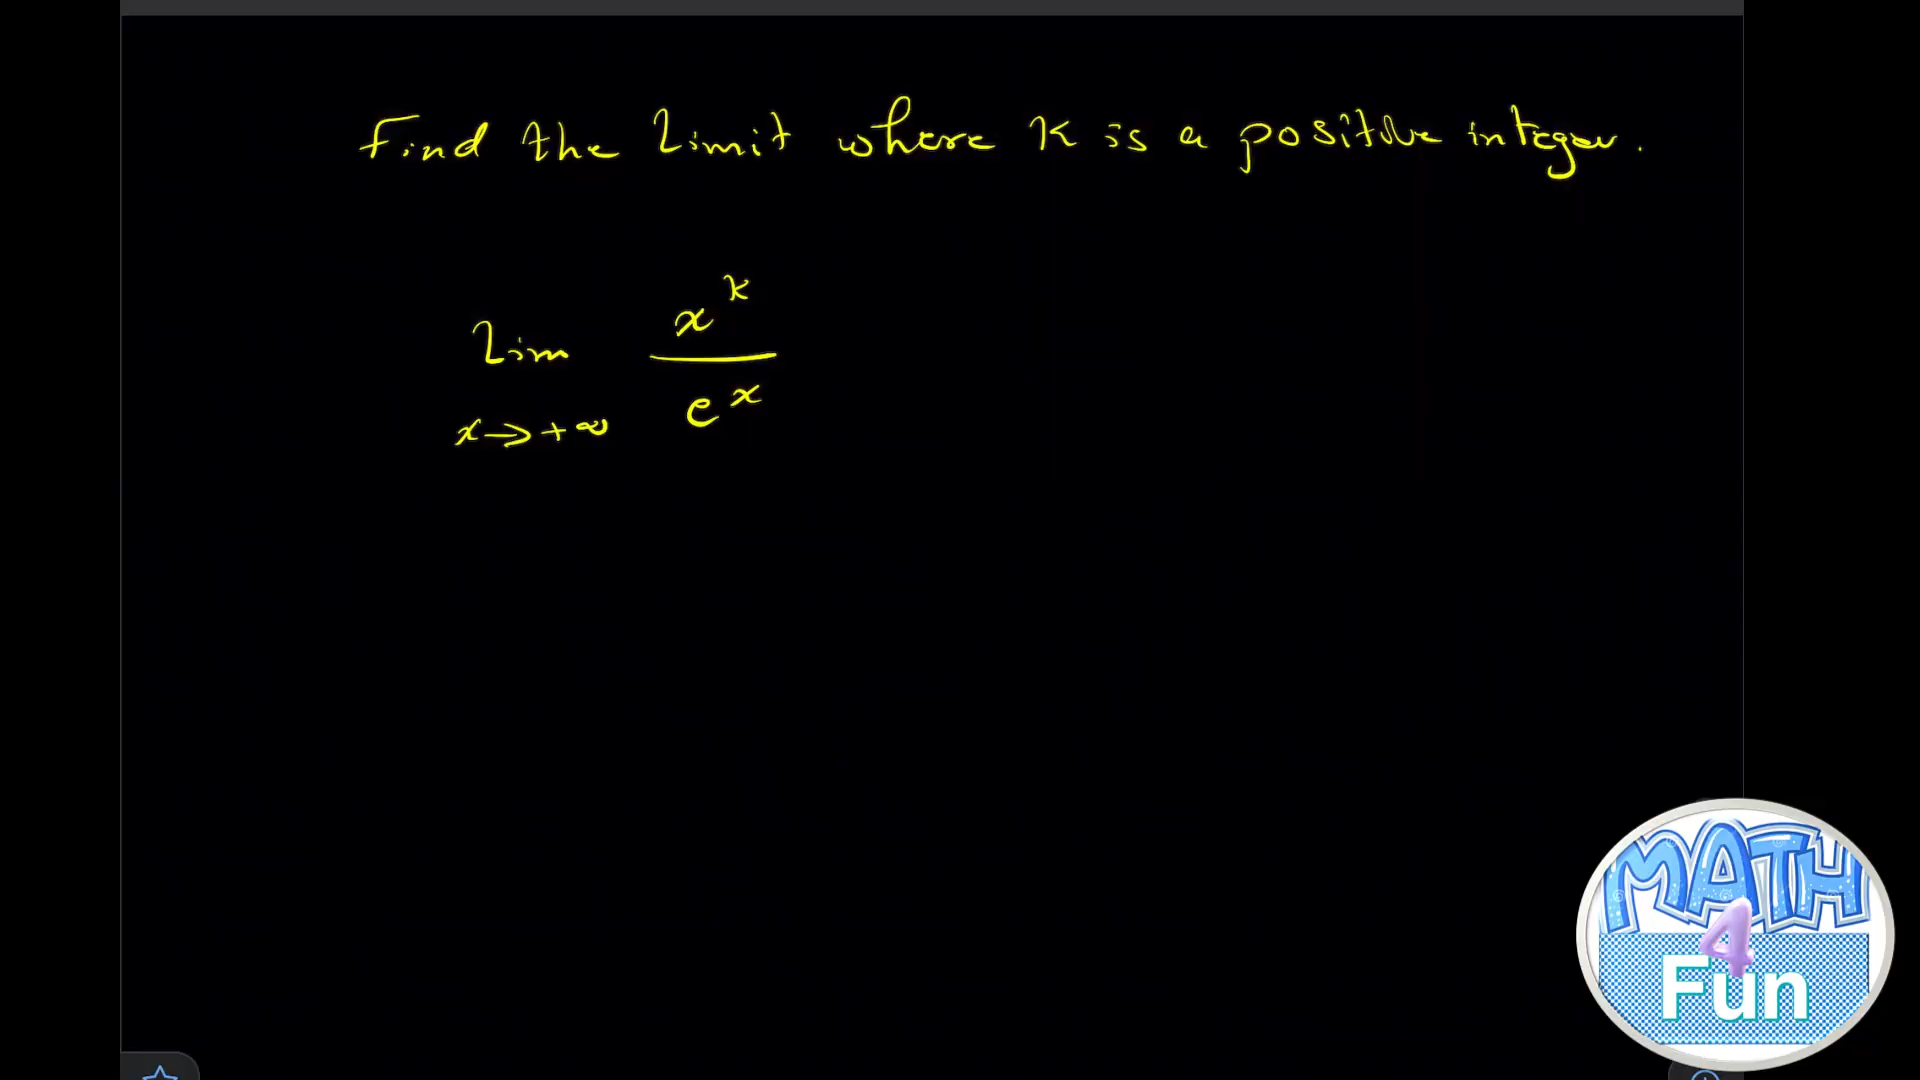 Find the limit where K is a positive integer.
lim x^k
x→+∞ e^x
MATH
4
Fun